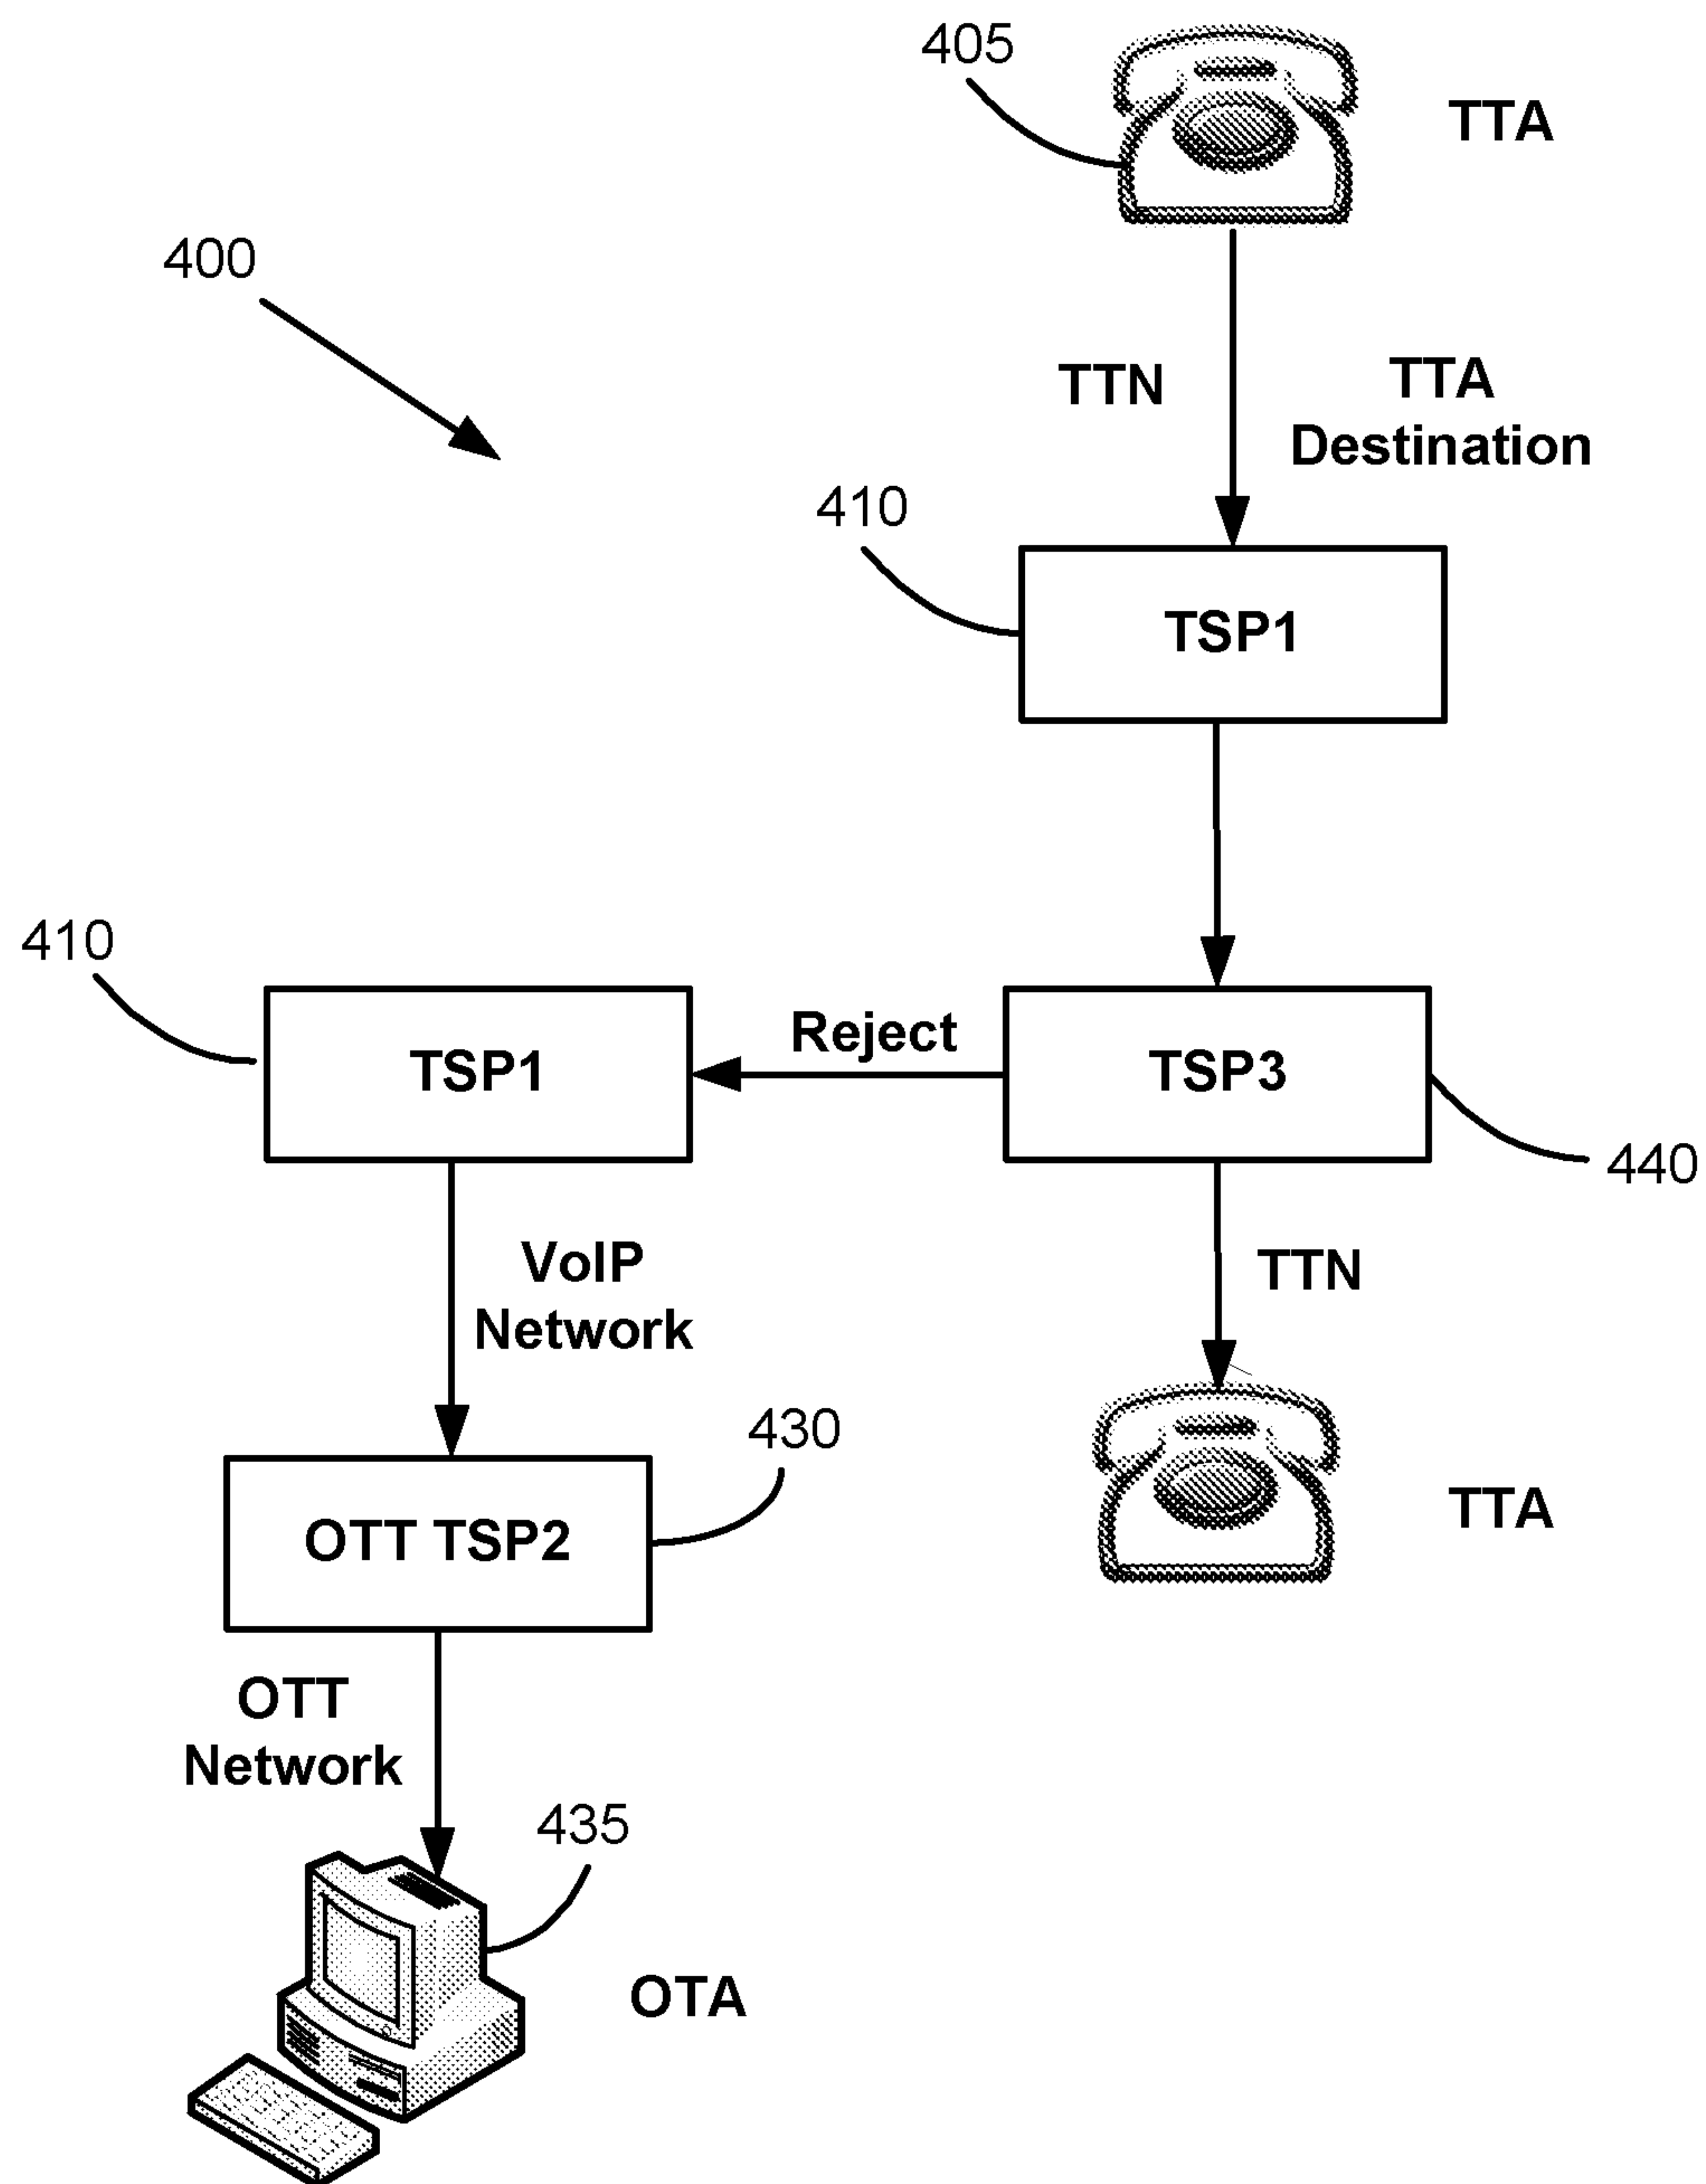 405
TTA
400
TTN
TTA
Destination
410
TSP1
410
TSP1
Reject
TSP3
440
VoIP
Network
TTN
430
OTT TSP2
TTA
OTT
Network
435
OTA